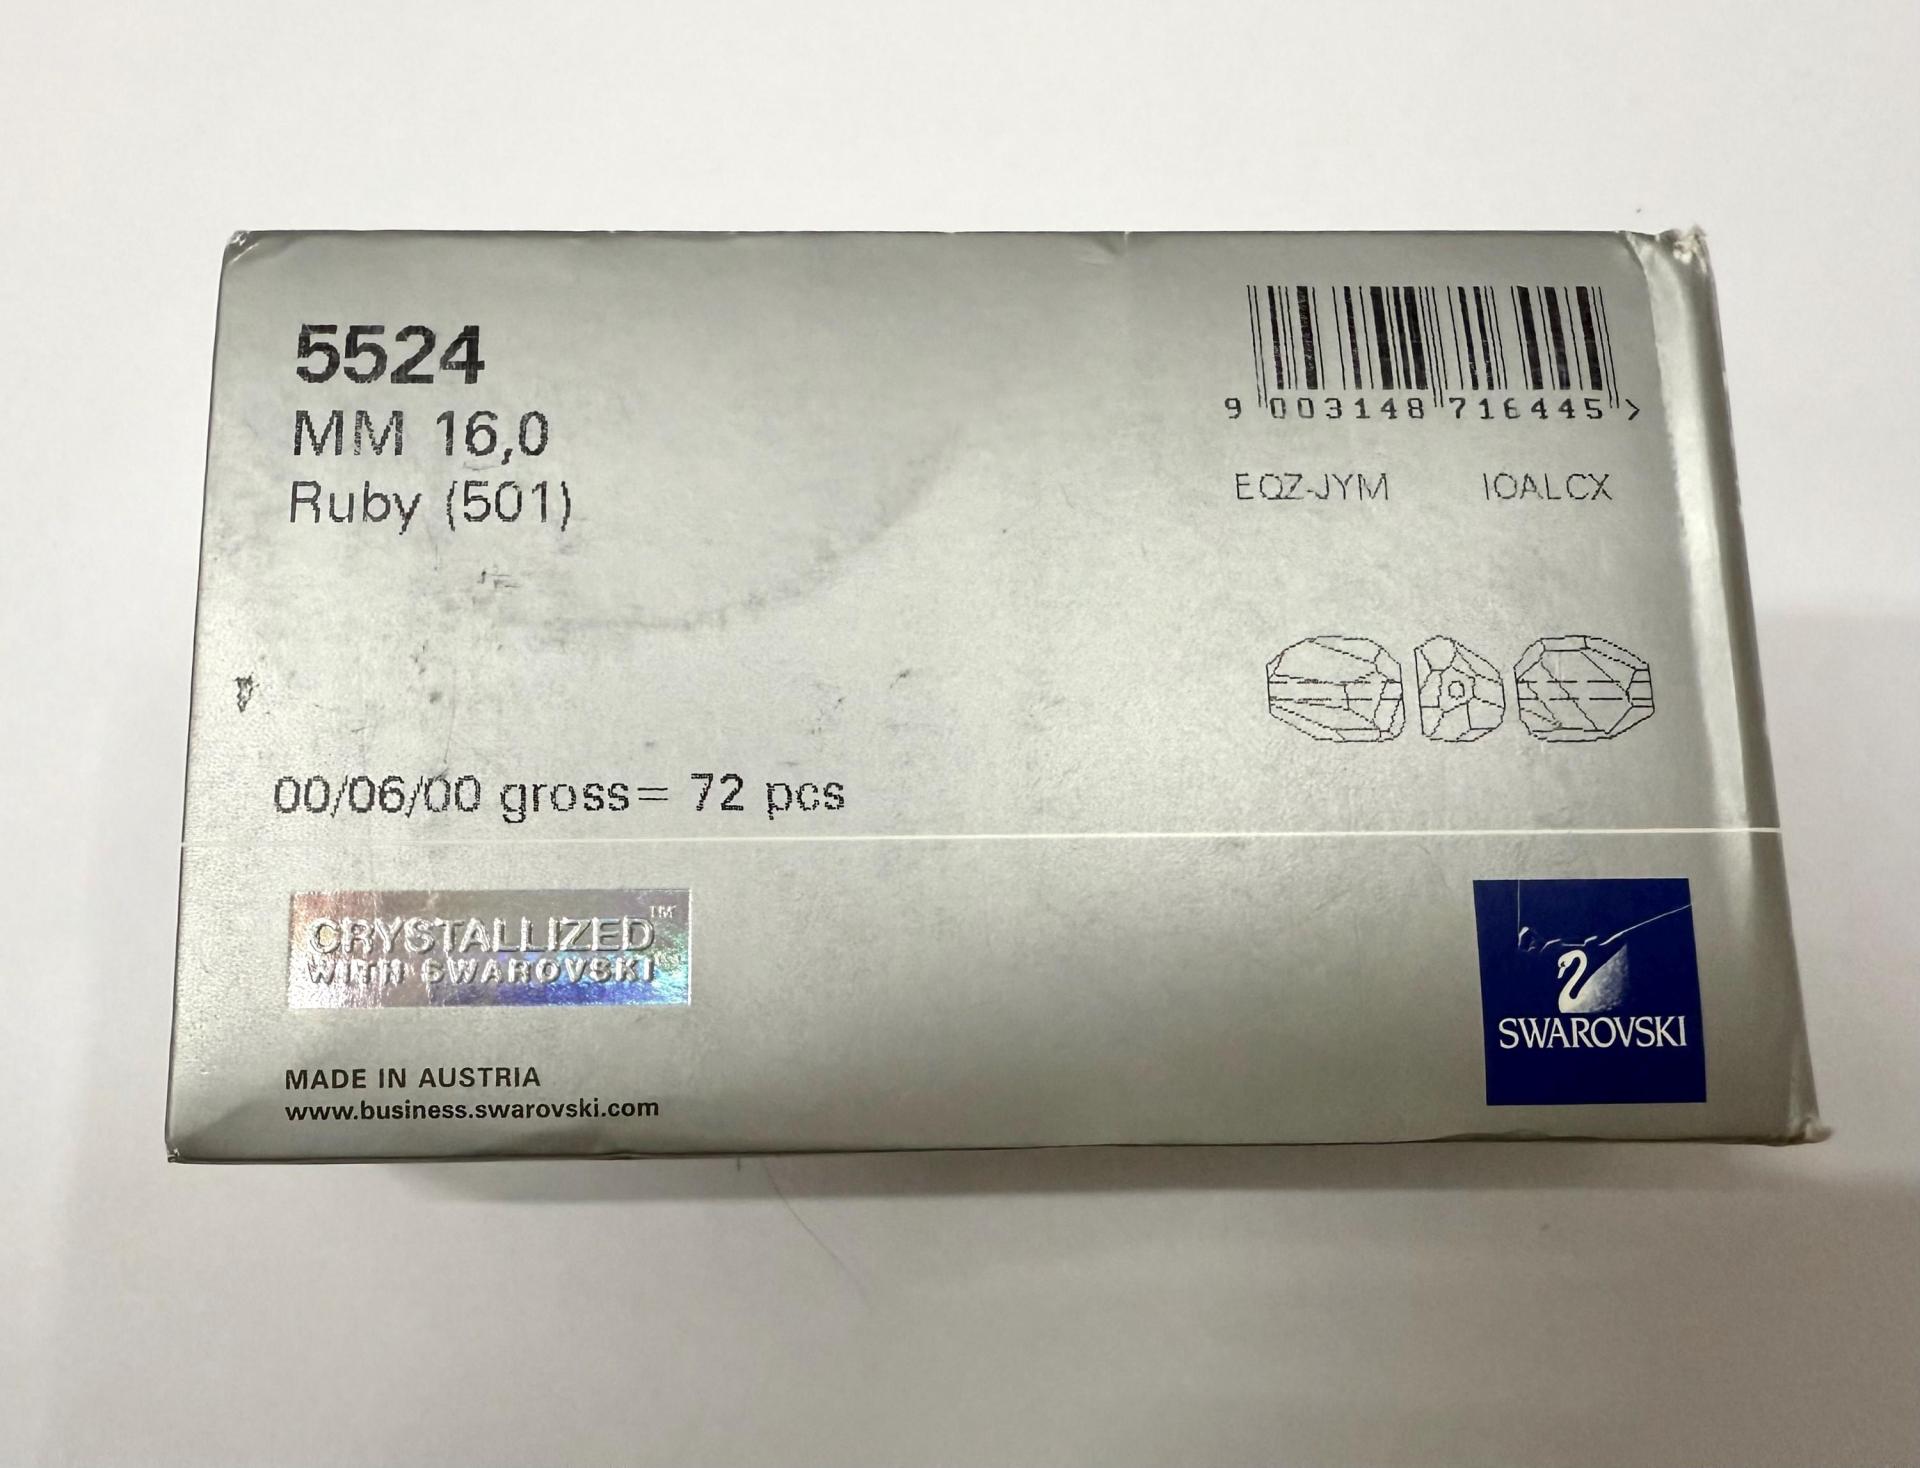 5524
MM 16,0
Ruby (501)
9 003148 716445 >
EQZ-JYM IOALCX
00/06/00 gross= 72 pcs
CRYSTALLIZED™
WITH SWAROVSKI
MADE IN AUSTRIA
www.business.swarovski.com
SWAROVSKI